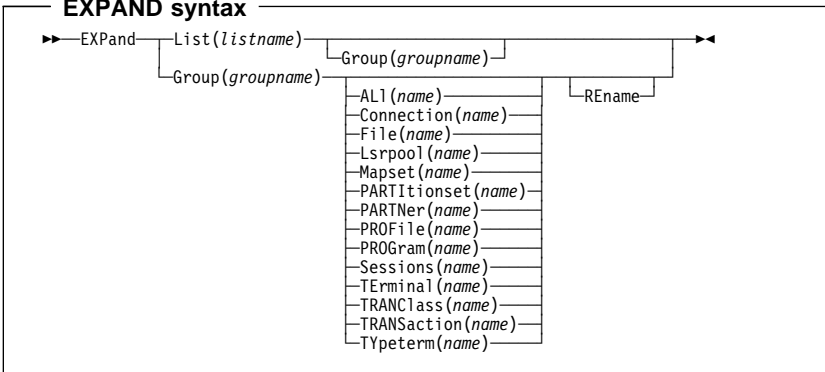 EXPAND syntax
EXPand List(listname)
Group(groupname)
Group(groupname)
ALl(name) REname
Connection(name)
File(name)
Lsrpool(name)
Mapset(name)
PARTItionset(name)
PARTNer(name)
PROFile(name)
PROGram(name)
Sessions(name)
TErminal(name)
TRANClass(name)
TRANSaction(name)
TYpeterm(name)